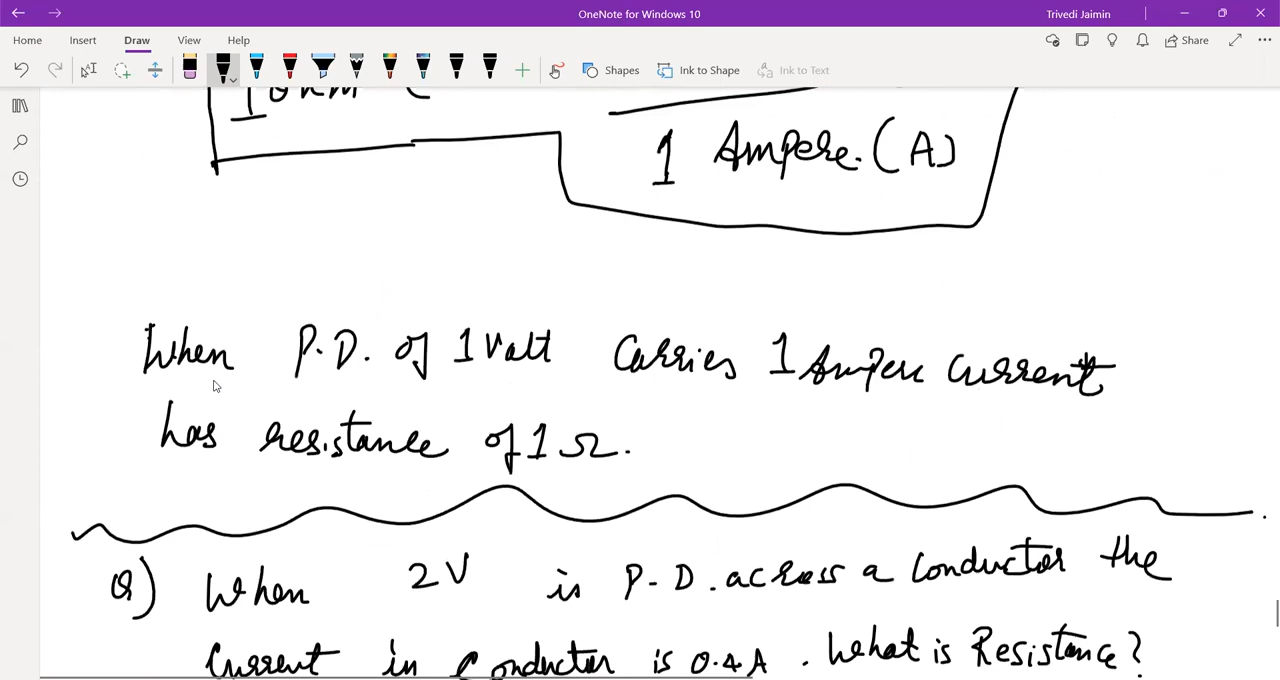 OneNote for Windows 10
Trivedi Jaimin
Home Insert Draw View Help
Share
Shapes Ink to Shape Ink to Text
1 Ampere. (A)
When P.D. of 1 Valt Carries 1 Ampere Current
has resistance of 1 Ω.
Q) When 2V is P.D. across a Conductor the
Current in Conductor is 0.4A. What is Resistance?